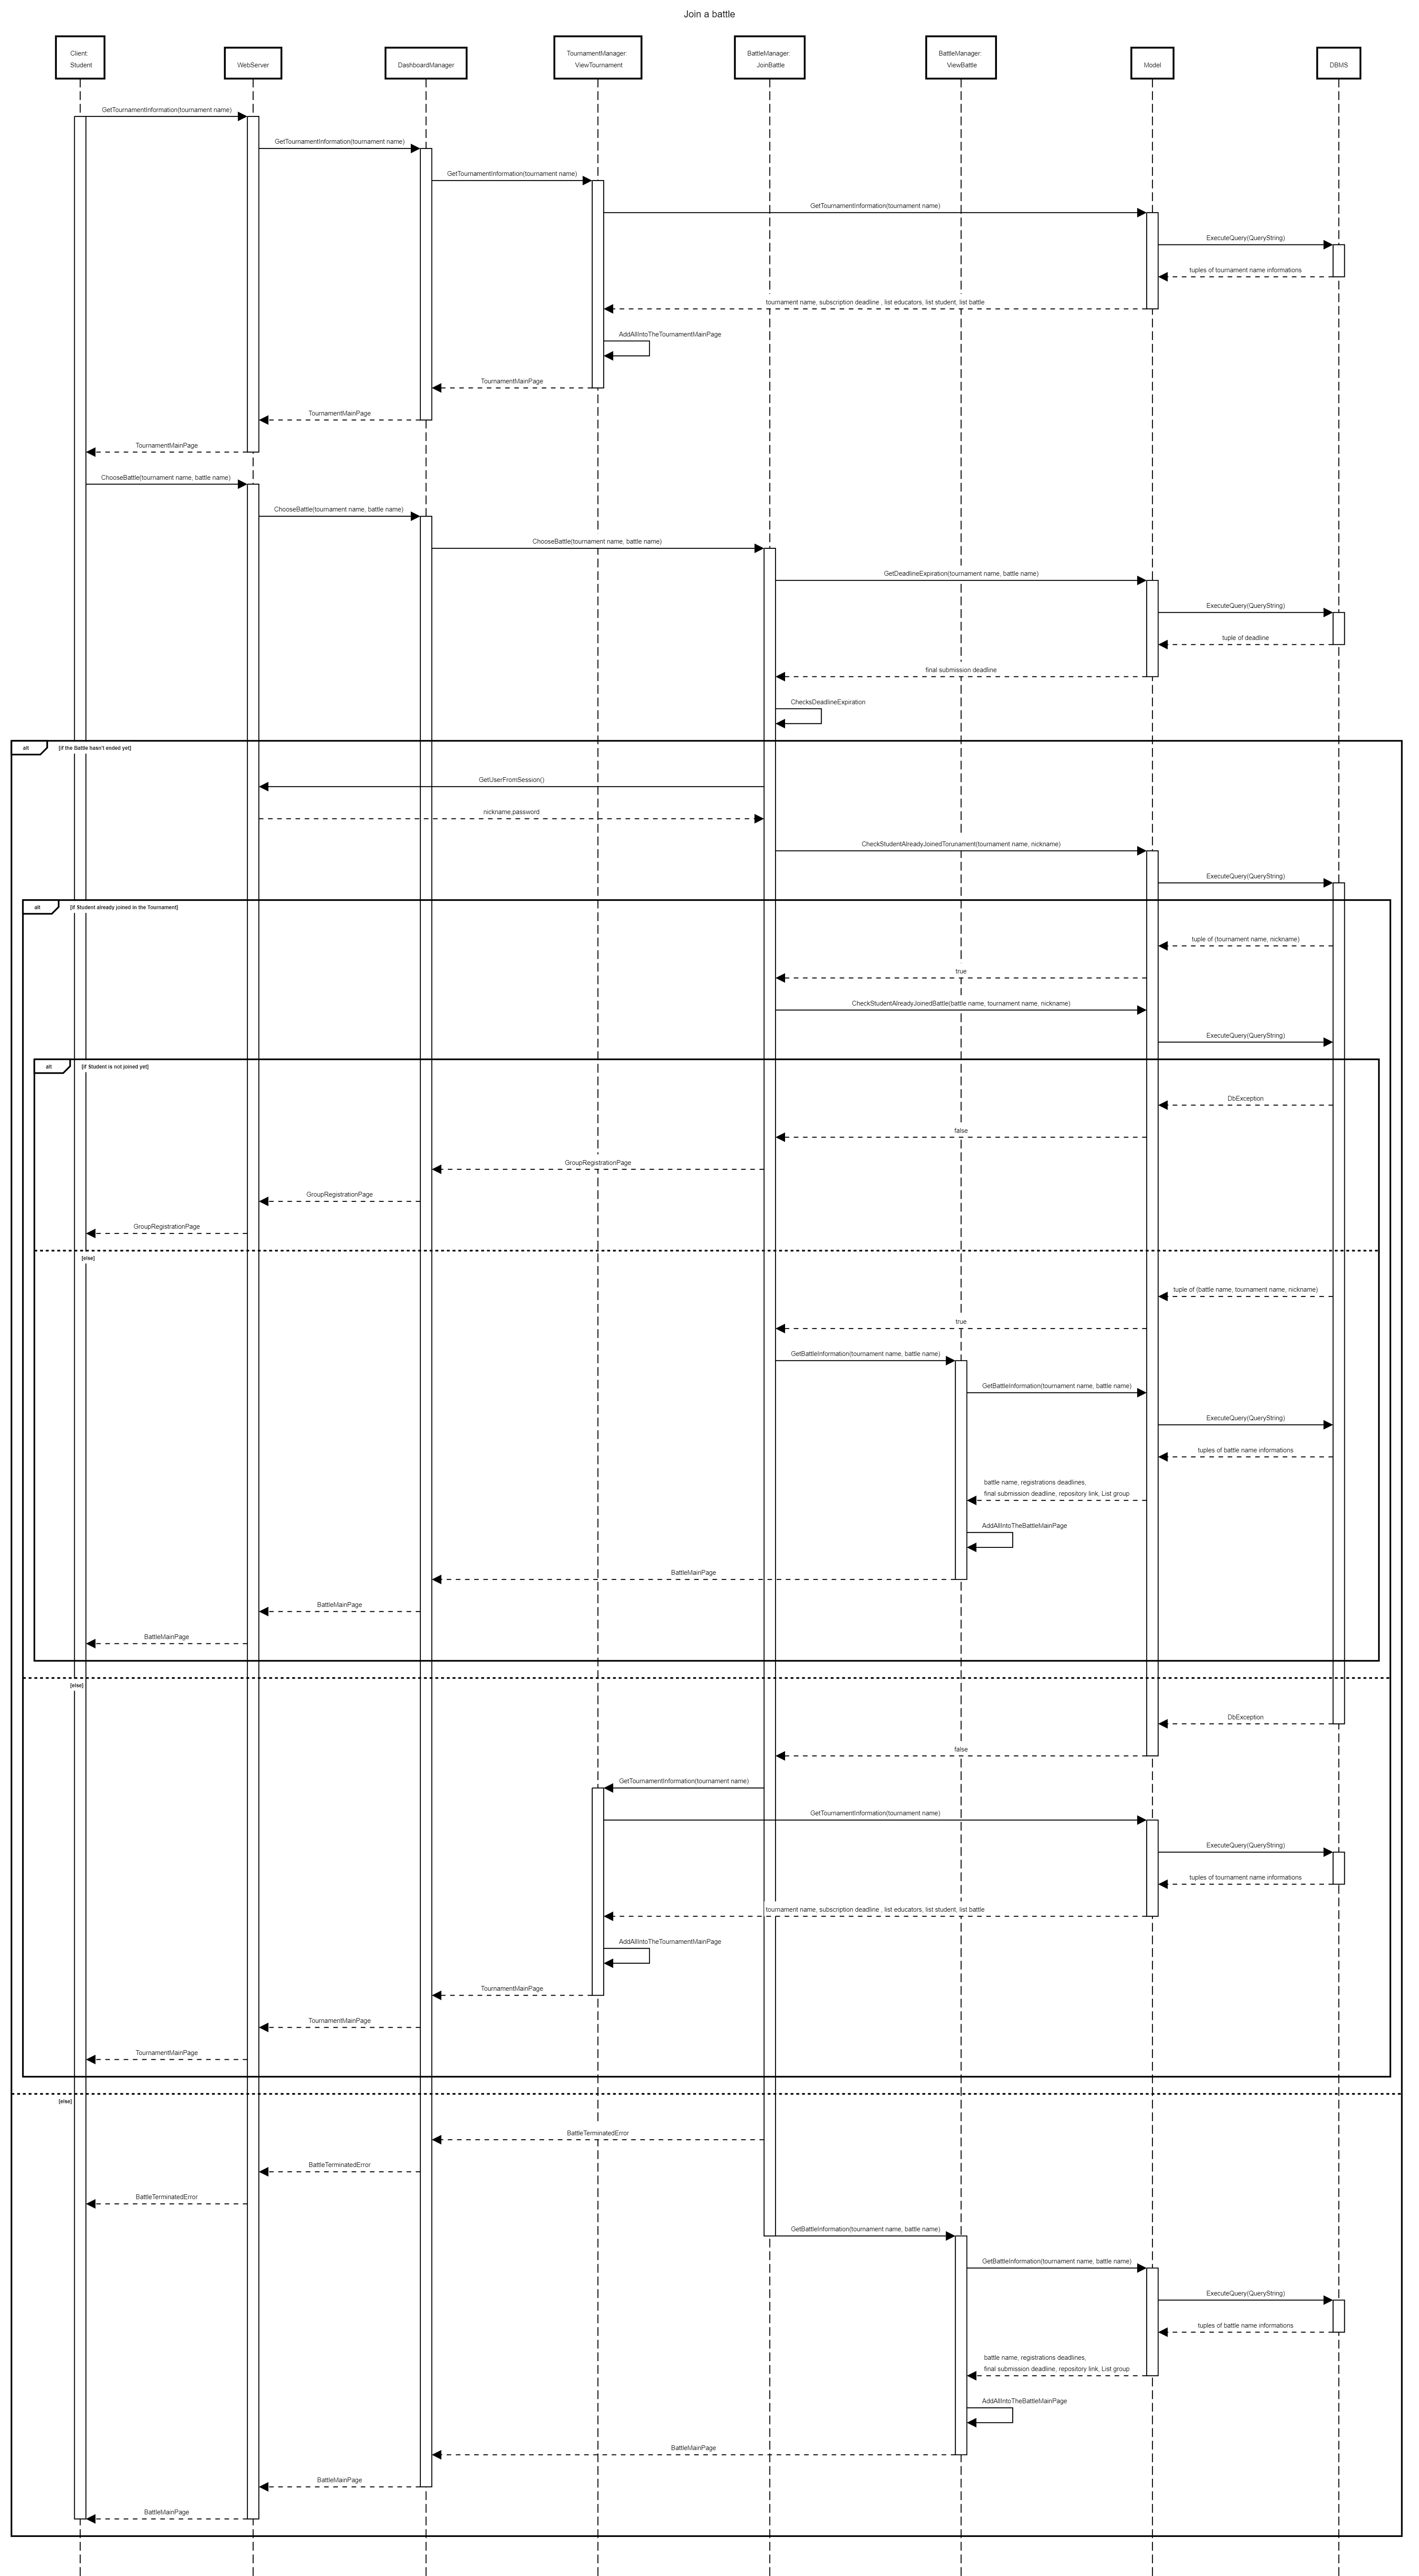 Join a battle
Client:
Student
WebServer
DashboardManager
TournamentManager:
ViewTournament
BattleManager:
JoinBattle
BattleManager:
ViewBattle
Model
DBMS
GetTournamentInformation(tournament name)
GetTournamentInformation(tournament name)
GetTournamentInformation(tournament name)
GetTournamentInformation(tournament name)
ExecuteQuery(QueryString)
tuples of tournament name informations
tournament name, subscription deadline , list educators, list student, list battle
AddAllIntoTheTournamentMainPage
TournamentMainPage
TournamentMainPage
TournamentMainPage
ChooseBattle(tournament name, battle name)
ChooseBattle(tournament name, battle name)
ChooseBattle(tournament name, battle name)
GetDeadlineExpiration(tournament name, battle name)
ExecuteQuery(QueryString)
tuple of deadline
final submission deadline
ChecksDeadlineExpiration
alt [if the Battle hasn't ended yet]
GetUserFromSession()
nickname,password
CheckStudentAlreadyJoinedTorunament(tournament name, nickname)
ExecuteQuery(QueryString)
alt [if Student already joined in the Tournament]
tuple of (tournament name, nickname)
true
CheckStudentAlreadyJoinedBattle(battle name, tournament name, nickname)
ExecuteQuery(QueryString)
alt [if Student is not joined yet]
DbException
false
GroupRegistrationPage
GroupRegistrationPage
GroupRegistrationPage
[else]
tuple of (battle name, tournament name, nickname)
true
GetBattleInformation(tournament name, battle name)
GetBattleInformation(tournament name, battle name)
ExecuteQuery(QueryString)
tuples of battle name informations
battle name, registrations deadlines,
final submission deadline, repository link, List group
AddAllIntoTheBattleMainPage
BattleMainPage
BattleMainPage
BattleMainPage
[else]
DbException
false
GetTournamentInformation(tournament name)
GetTournamentInformation(tournament name)
ExecuteQuery(QueryString)
tuples of tournament name informations
tournament name, subscription deadline , list educators, list student, list battle
AddAllIntoTheTournamentMainPage
TournamentMainPage
TournamentMainPage
TournamentMainPage
[else]
BattleTerminatedError
BattleTerminatedError
BattleTerminatedError
GetBattleInformation(tournament name, battle name)
GetBattleInformation(tournament name, battle name)
ExecuteQuery(QueryString)
tuples of battle name informations
battle name, registrations deadlines,
final submission deadline, repository link, List group
AddAllIntoTheBattleMainPage
BattleMainPage
BattleMainPage
BattleMainPage